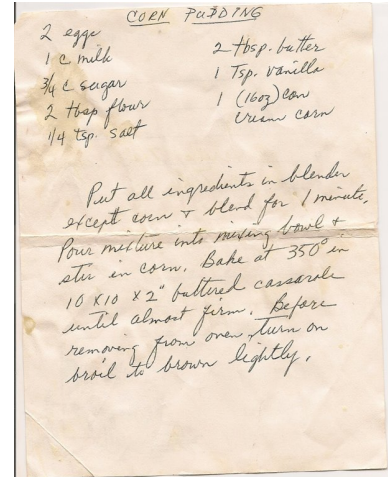 CORN PUDDING
2 eggs
1 c milk
3/4 c sugar
2 tbsp flour
1/4 tsp. salt
2 tbsp. butter
1 Tsp. vanilla
1 (16oz) can
cream corn
Put all ingredients in blender
except corn + blend for 1 minute.
Pour mixture into mixing bowl +
stir in corn. Bake at 350° in
10 x 10 x 2" buttered casserole
until almost firm. Before
removing from oven, turn on
broil to brown lightly.